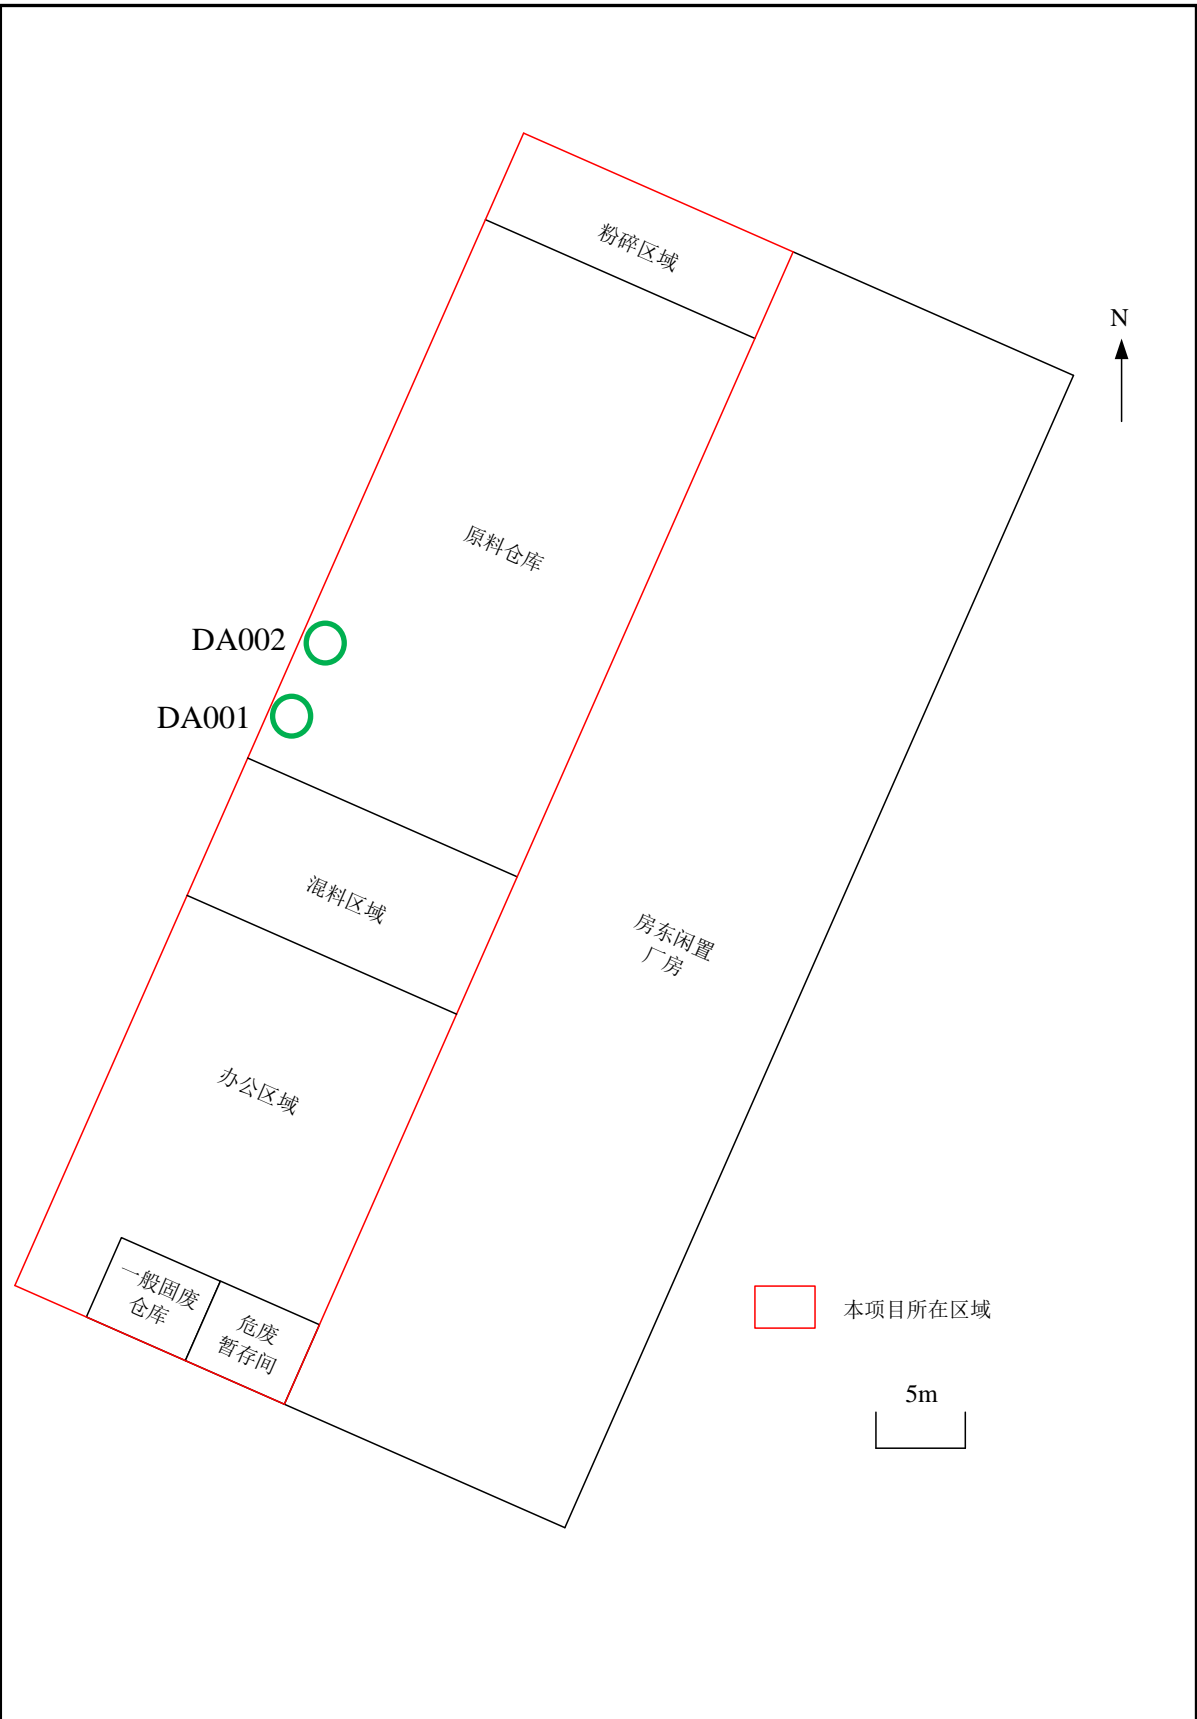 粉碎区域
N
原料仓库
DA002
DA001
混料区域
房东闲置
厂房
办公区域
一般固废
仓库
危废
暂存间
本项目所在区域
5m